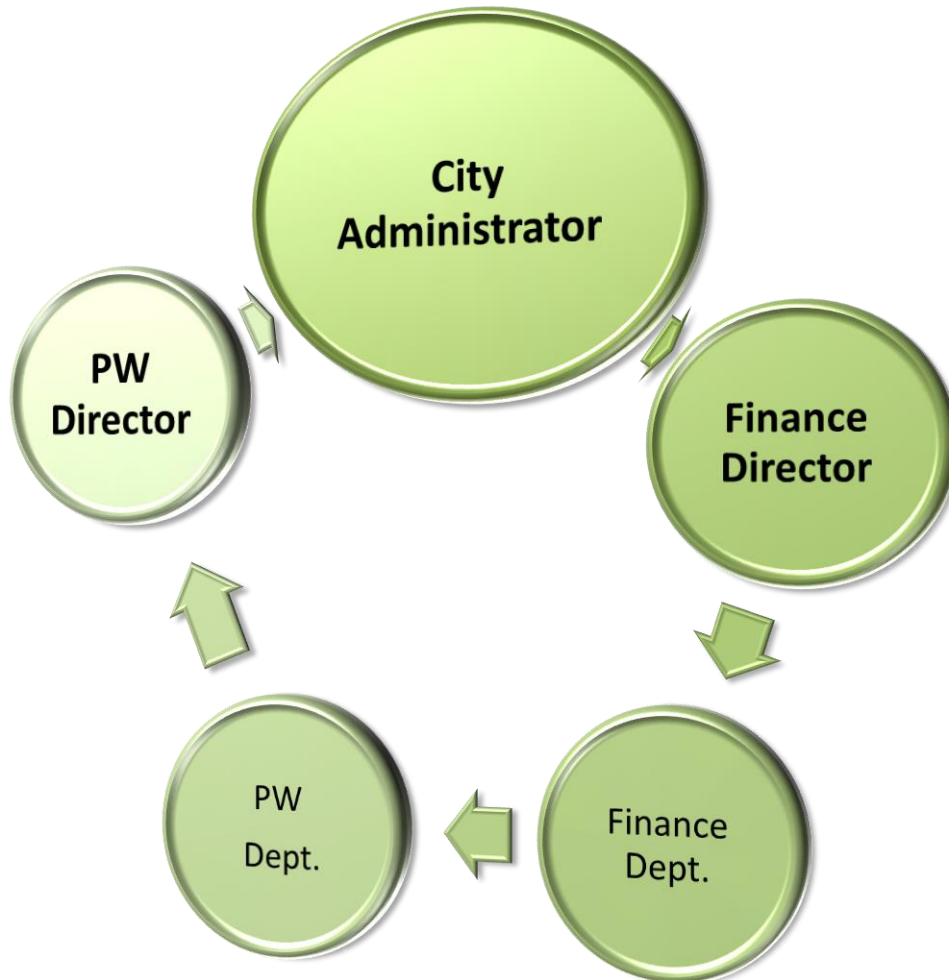 City
Administrator
PW
Director
Finance
Director
PW
Dept.
Finance
Dept.